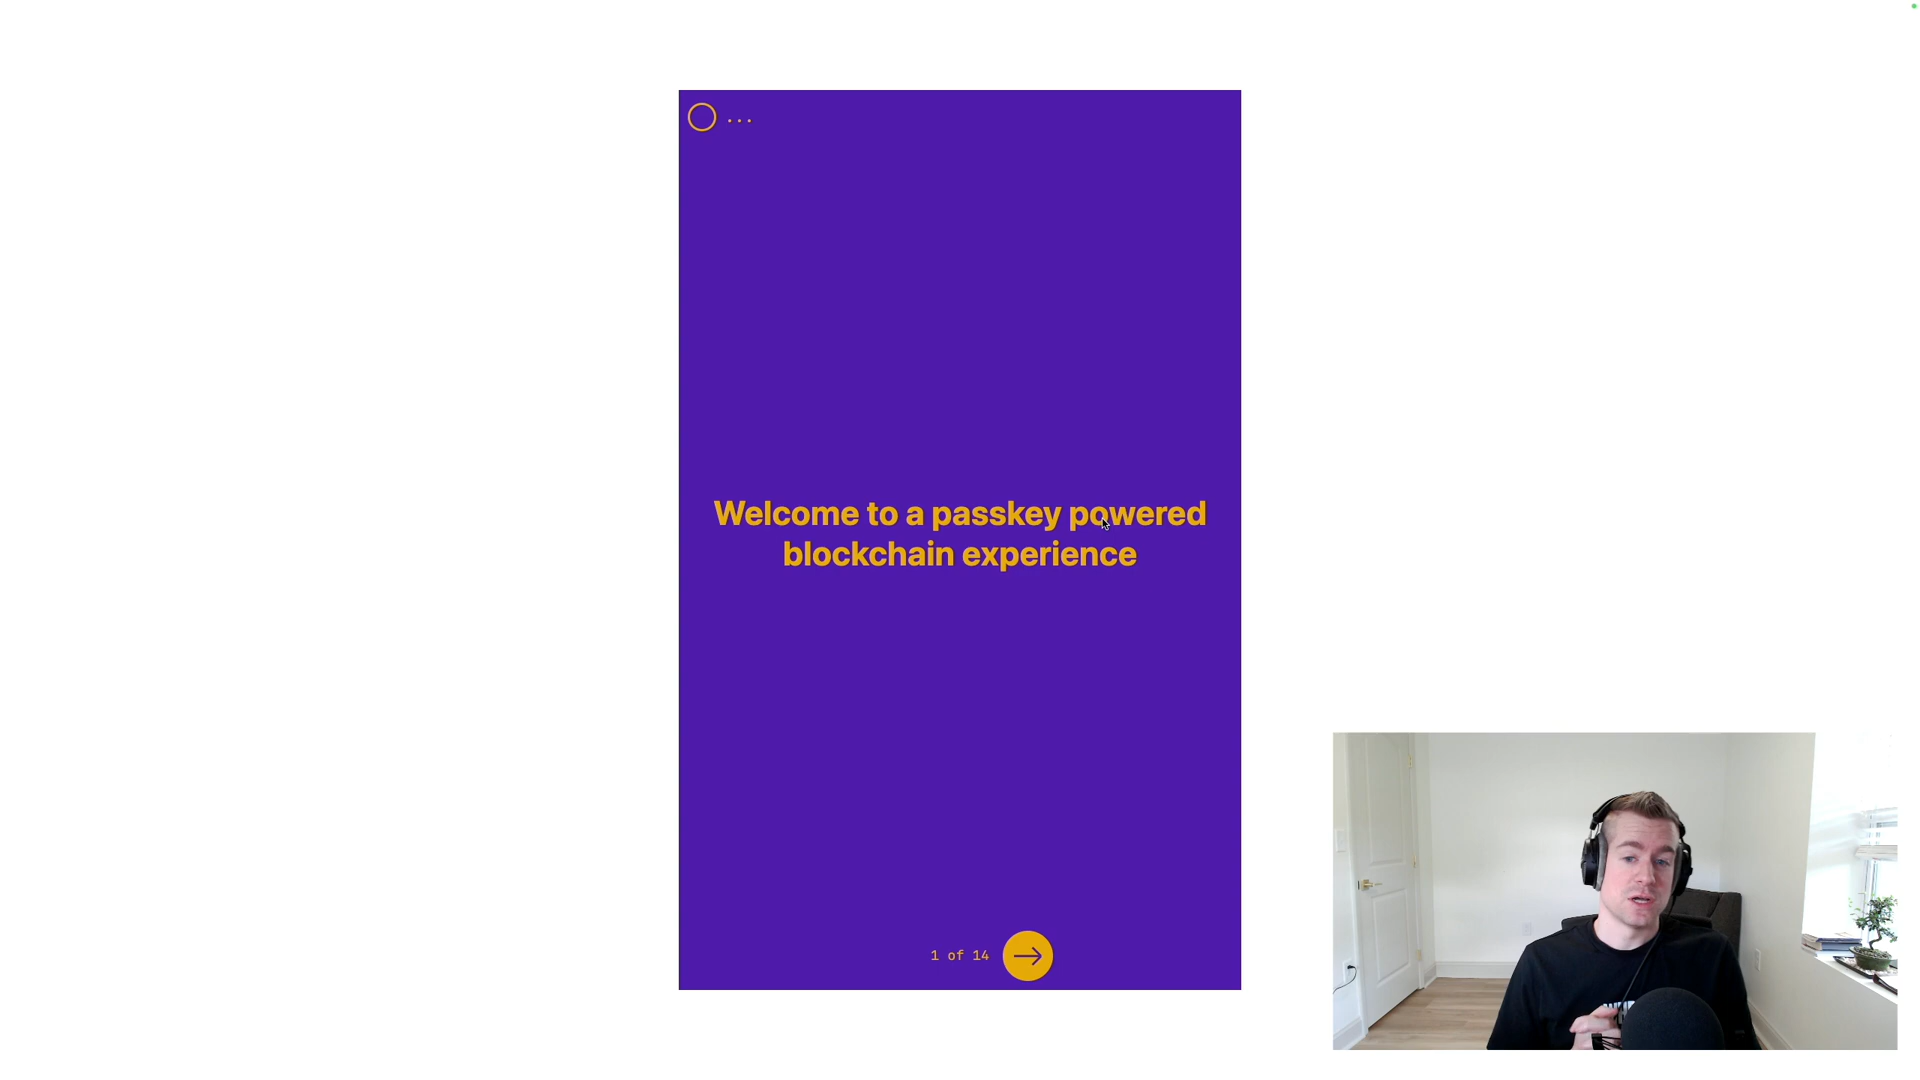 ...
Welcome to a passkey powered
blockchain experience
1 of 14